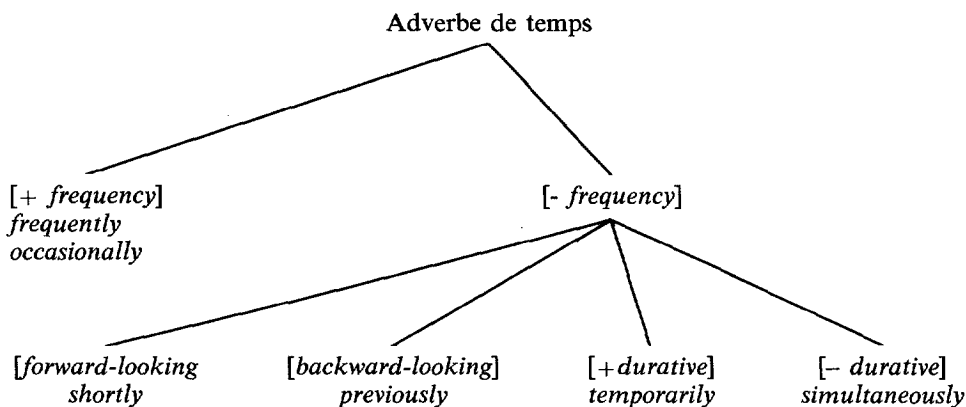 Adverbe de temps
[+ frequency] [- frequency]
frequently
occasionally
[forward-looking [backward-looking] [+durative] [– durative]
shortly previously temporarily simultaneously